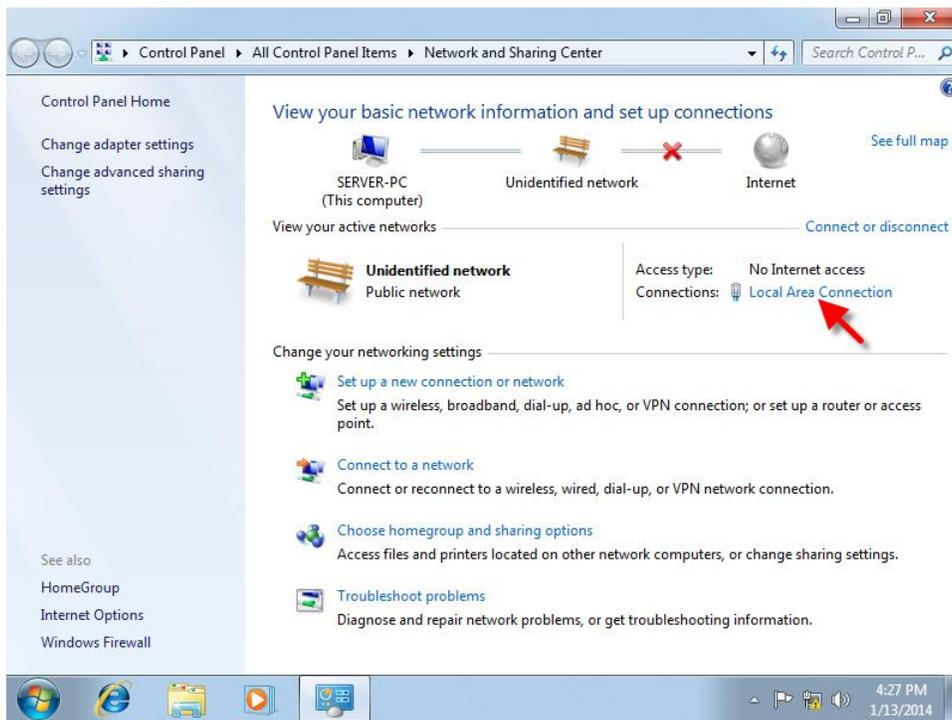 Control Panel ▸ All Control Panel Items ▸ Network and Sharing Center
Search Control P...
Control Panel Home
Change adapter settings
Change advanced sharing
settings
View your basic network information and set up connections
See full map
SERVER-PC
(This computer)
Unidentified network
Internet
View your active networks
Connect or disconnect
Unidentified network
Public network
Access type: No Internet access
Connections: Local Area Connection
Change your networking settings
Set up a new connection or network
Set up a wireless, broadband, dial-up, ad hoc, or VPN connection; or set up a router or access
point.
Connect to a network
Connect or reconnect to a wireless, wired, dial-up, or VPN network connection.
Choose homegroup and sharing options
Access files and printers located on other network computers, or change sharing settings.
Troubleshoot problems
Diagnose and repair network problems, or get troubleshooting information.
See also
HomeGroup
Internet Options
Windows Firewall
4:27 PM
1/13/2014